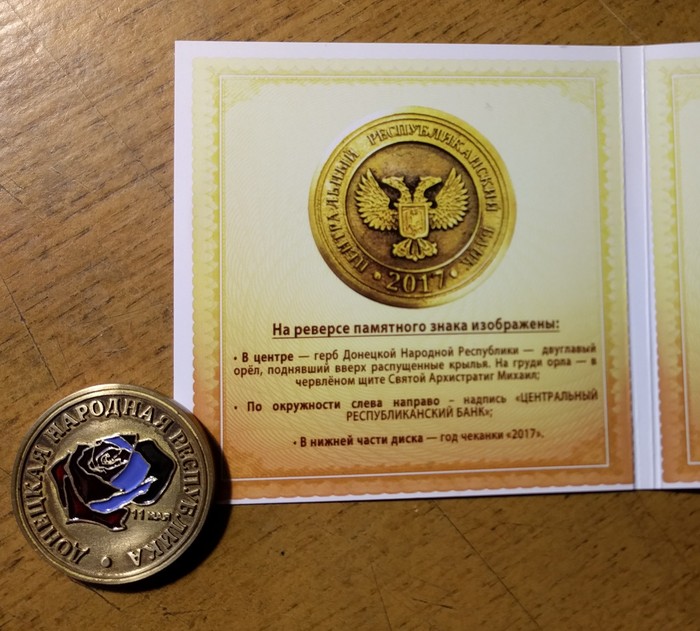 ЦЕНТРАЛЬНЫЙ РЕСПУБЛИКАНСКИЙ БАНК
• 2017 •
На реверсе памятного знака изображены:
• В центре — герб Донецкой Народной Республики — двуглавый
орёл, поднявший вверх распущенные крылья. На груди орла — в
червлёном щите Святой Архистратиг Михаил;
• По окружности слева направо – надпись «ЦЕНТРАЛЬНЫЙ
РЕСПУБЛИКАНСКИЙ БАНК»;
• В нижней части диска — год чеканки «2017».
ДОНЕЦКАЯ НАРОДНАЯ РЕСПУБЛИКА •
11 мая